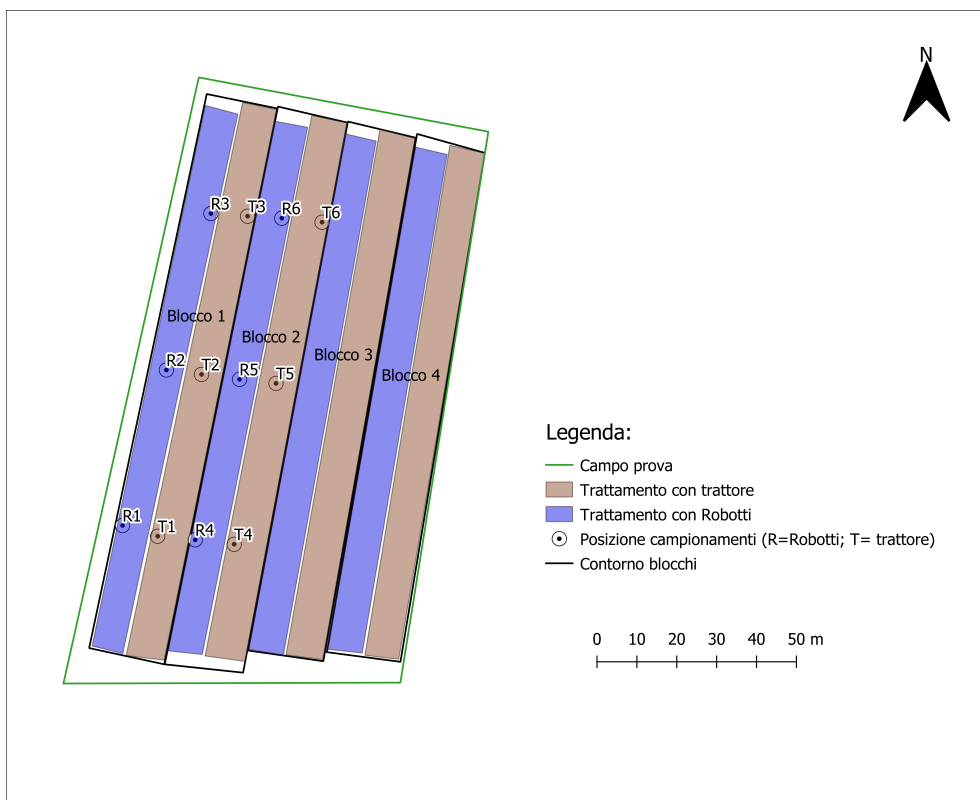 N
R3
T3
R6
T6
Blocco 1
Blocco 2
Blocco 3
Blocco 4
R2
T2
R5
T5
R1
T1
R4
T4
Legenda:
Campo prova
Trattamento con trattore
Trattamento con Robotti
Posizione campionamenti (R=Robotti; T= trattore)
Contorno blocchi
0 10 20 30 40 50 m